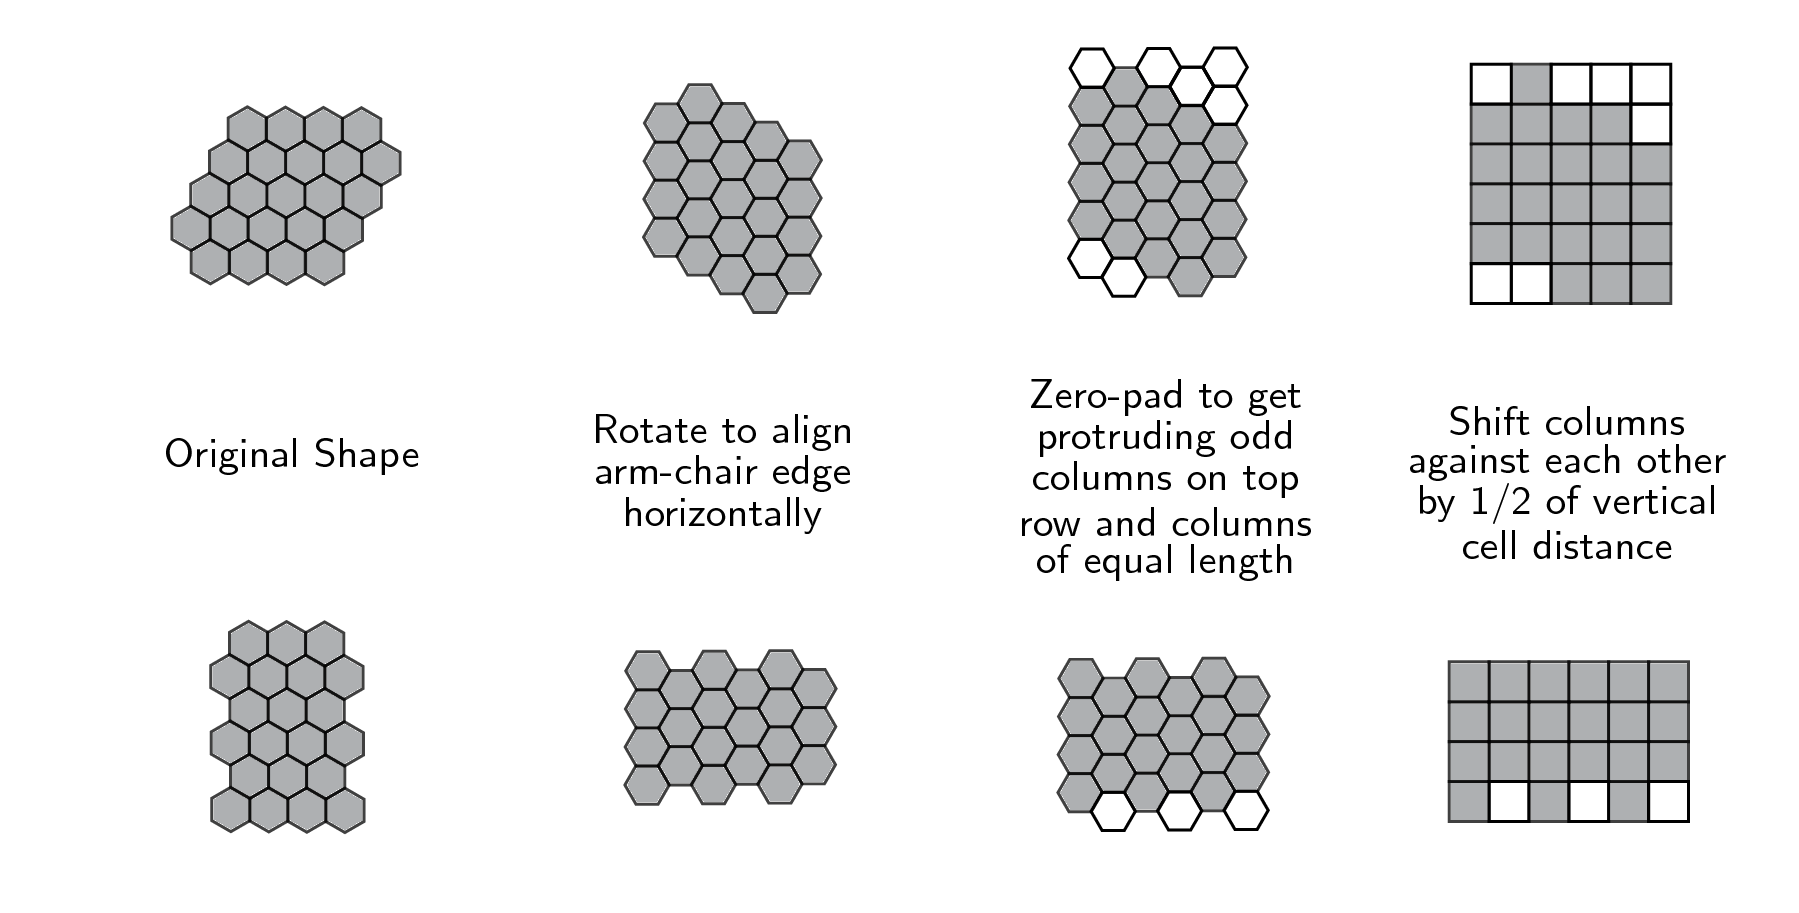 Original Shape
Rotate to align
arm-chair edge
horizontally
Zero-pad to get
protruding odd
columns on top
row and columns
of equal length
Shift columns
against each other
by 1/2 of vertical
cell distance